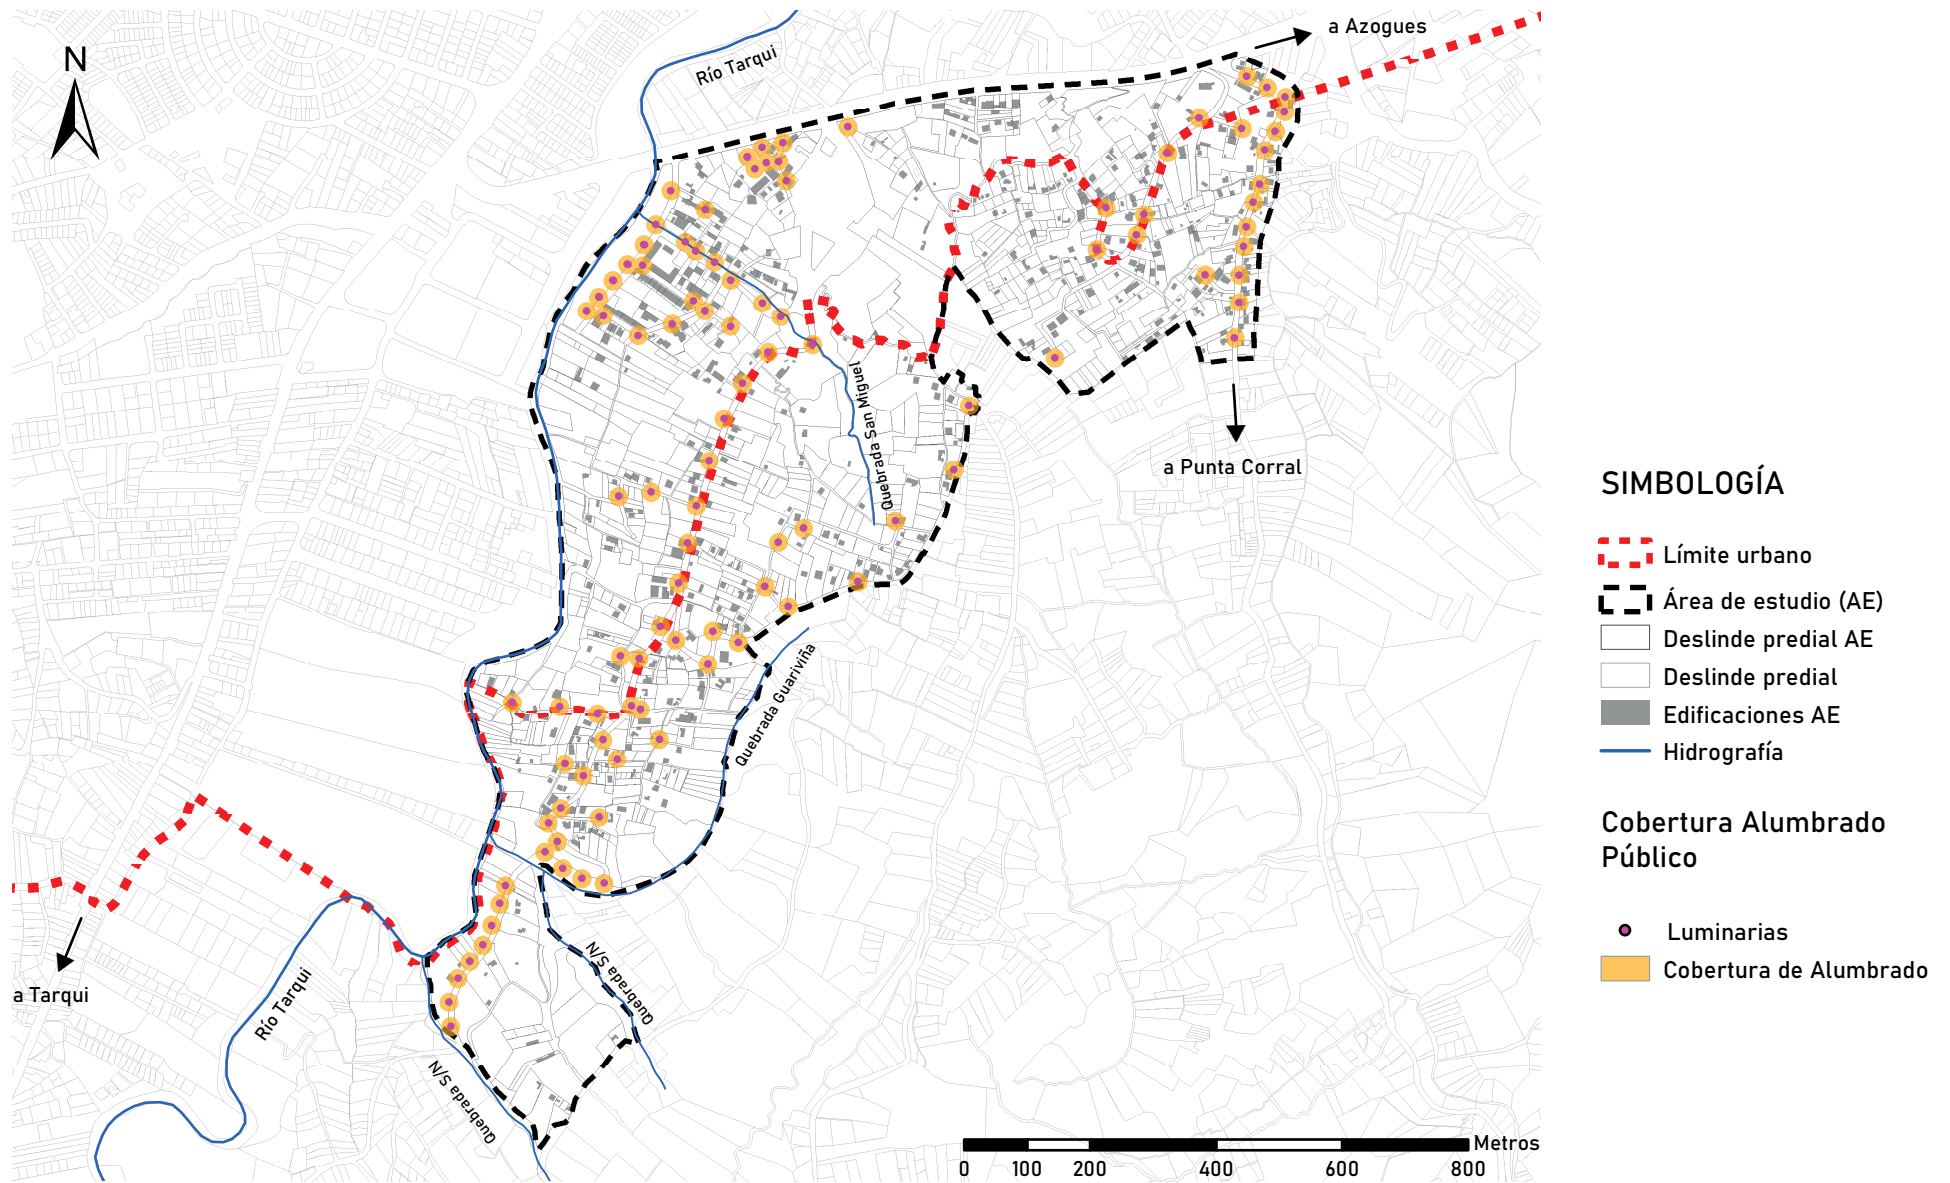 N
Río Tarqui
a Azogues
Quebrada San Miguel
a Punta Corral
Quebrada Guariviña
a Tarqui
Río Tarqui
Quebrada S/N
Quebrada S/N
Metros
0 100 200 400 600 800
SIMBOLOGÍA
Límite urbano
Área de estudio (AE)
Deslinde predial AE
Deslinde predial
Edificaciones AE
Hidrografía
Cobertura Alumbrado
Público
Luminarias
Cobertura de Alumbrado